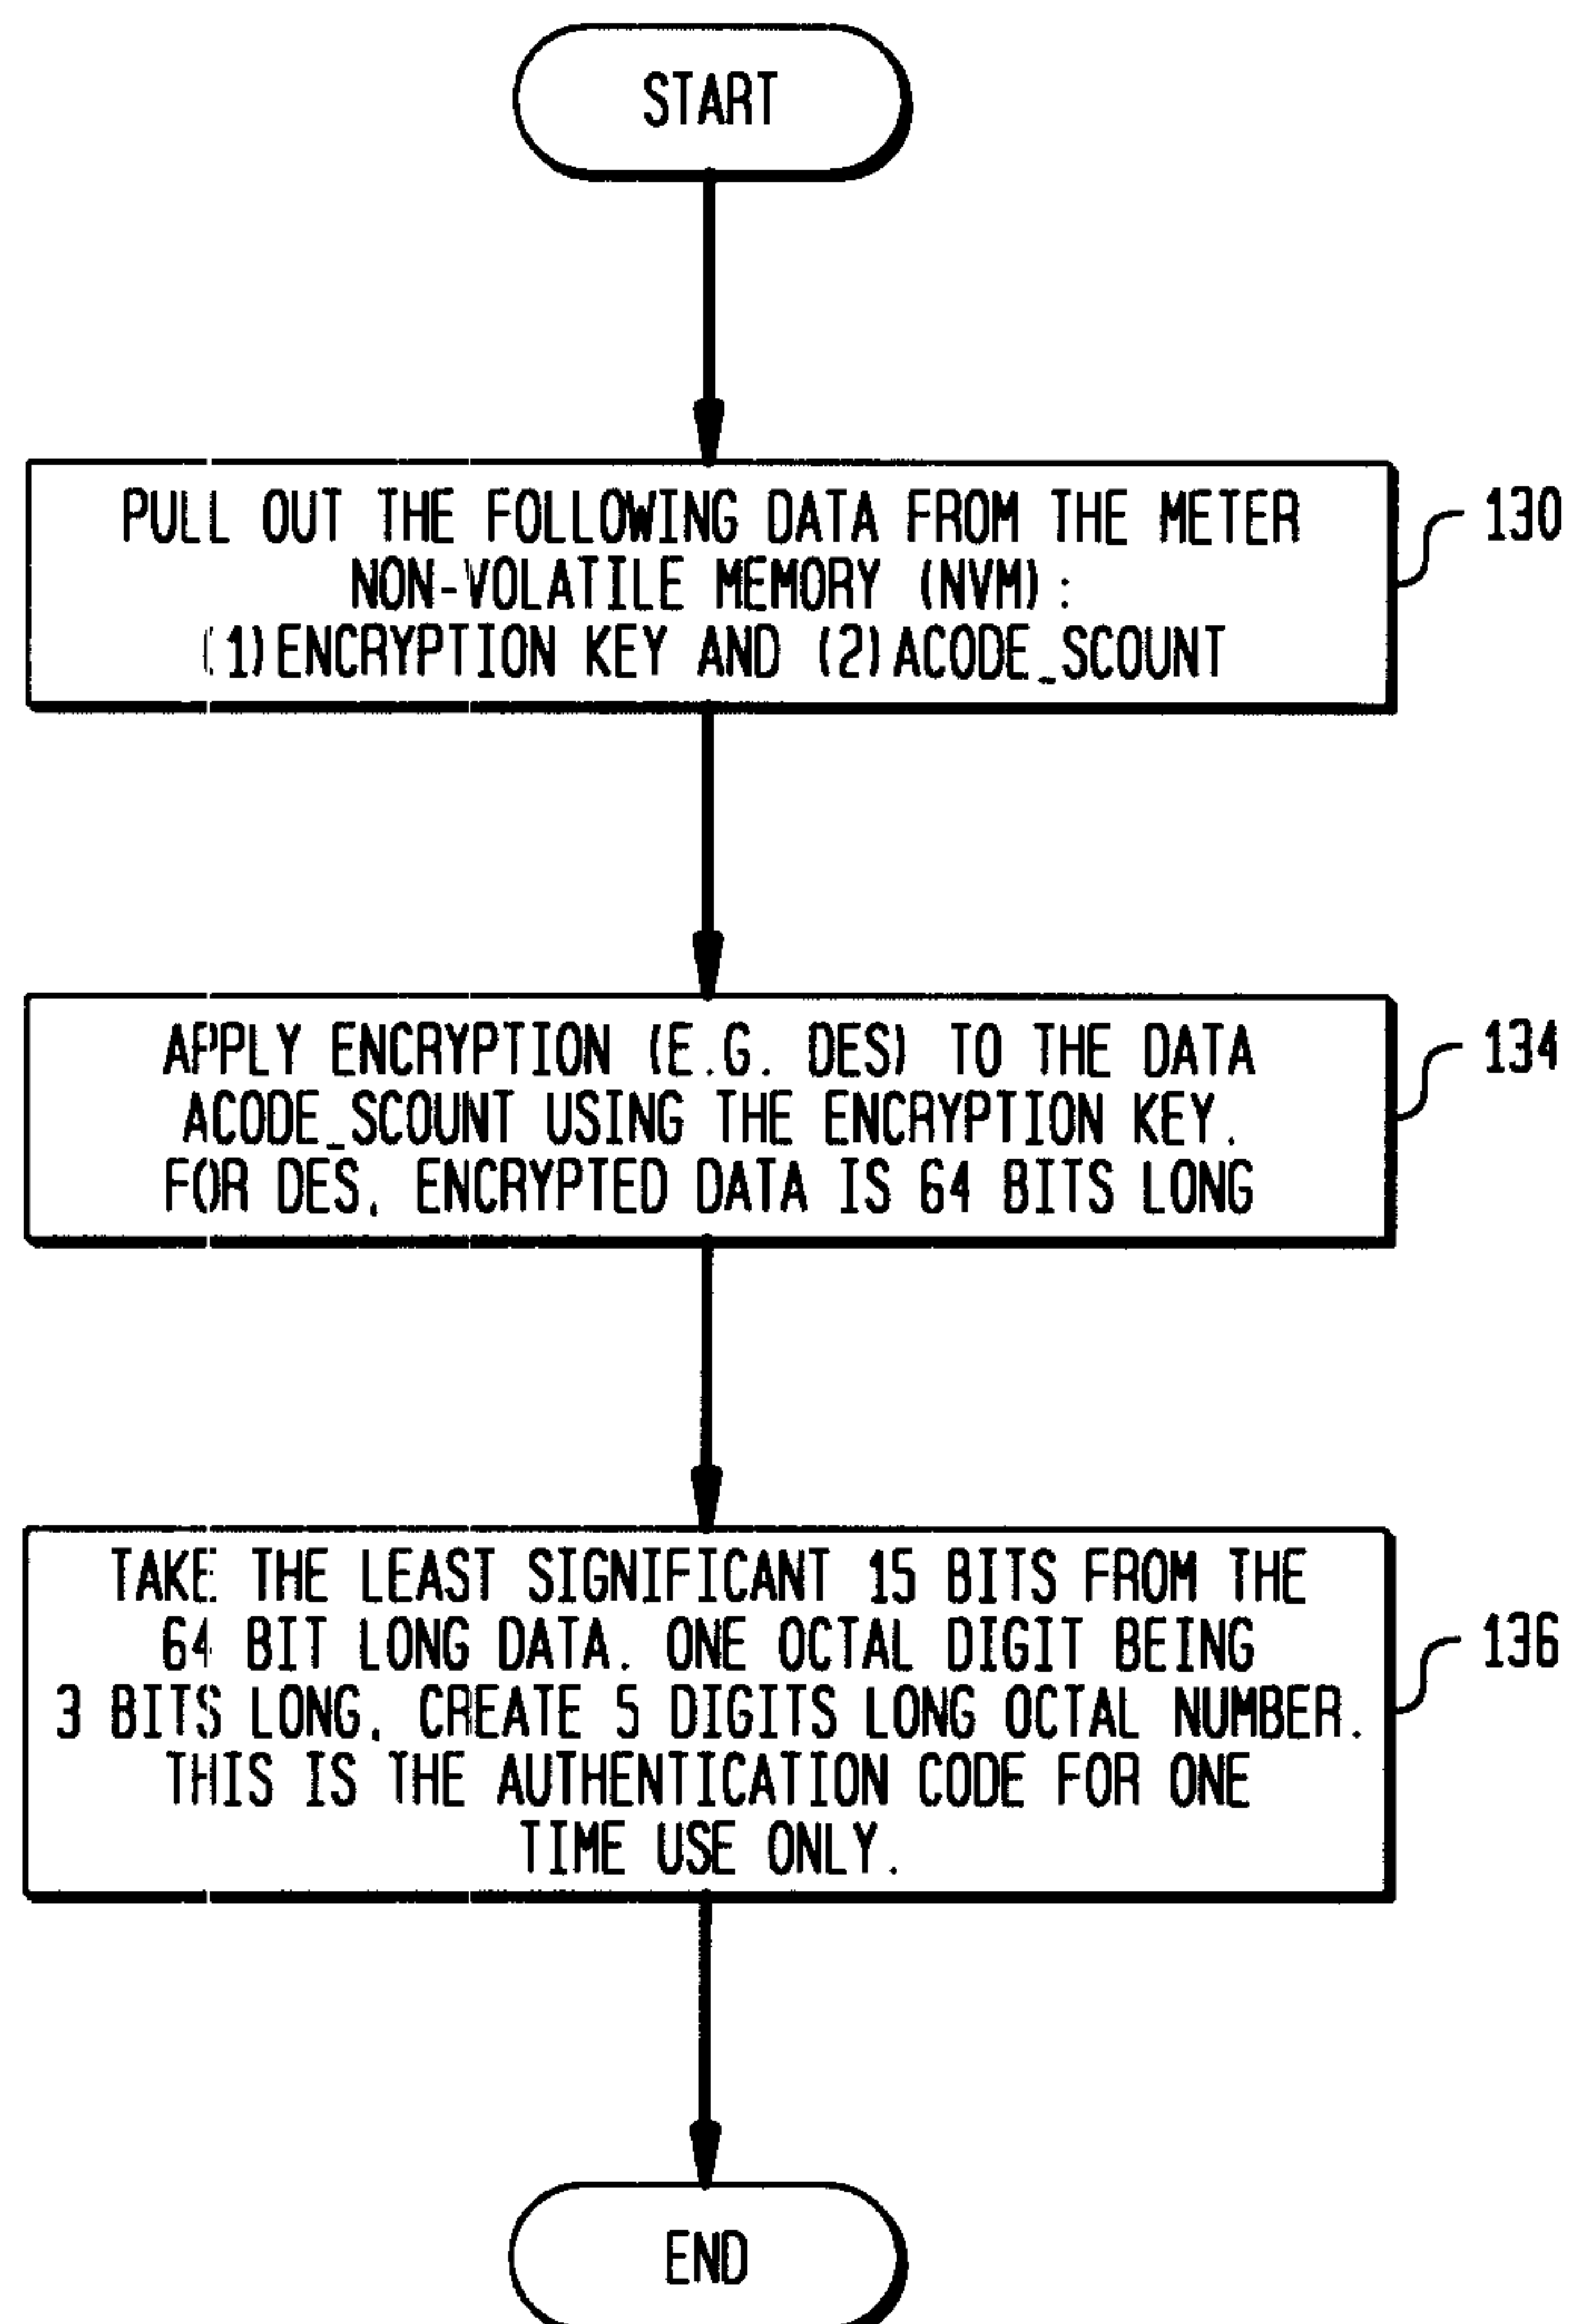 START
PULL OUT THE FOLLOWING DATA FROM THE METER
NON-VOLATILE MEMORY (NVM):
(1) ENCRYPTION KEY AND (2) ACODE_SCOUNT
130
APPLY ENCRYPTION (E.G. DES) TO THE DATA
ACODE_SCOUNT USING THE ENCRYPTION KEY.
FOR DES, ENCRYPTED DATA IS 64 BITS LONG
134
TAKE THE LEAST SIGNIFICANT 15 BITS FROM THE
64 BIT LONG DATA. ONE OCTAL DIGIT BEING
3 BITS LONG, CREATE 5 DIGITS LONG OCTAL NUMBER.
THIS IS THE AUTHENTICATION CODE FOR ONE
TIME USE ONLY.
136
END